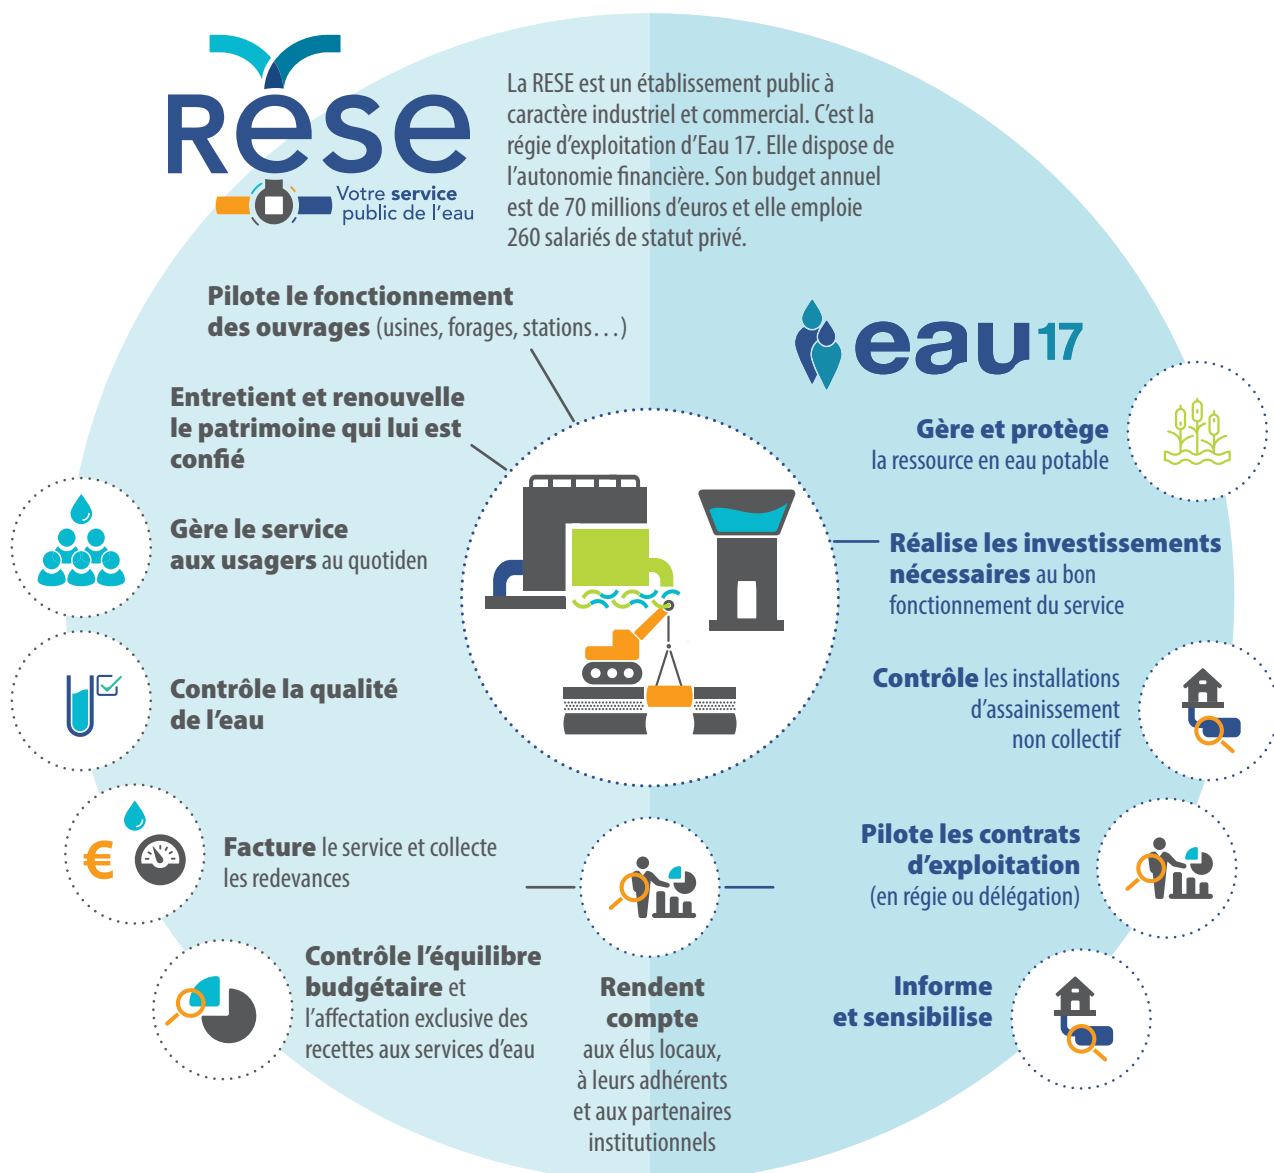 Rese
Votre service
public de l'eau
La RESE est un établissement public à
caractère industriel et commercial. C'est la
régie d'exploitation d'Eau 17. Elle dispose de
l'autonomie financière. Son budget annuel
est de 70 millions d'euros et elle emploie
260 salariés de statut privé.
Pilote le fonctionnement
des ouvrages (usines, forages, stations…)
Entretient et renouvelle
le patrimoine qui lui est
confié
Gère le service
aux usagers au quotiden
Contrôle la qualité
de l'eau
€
Facture le service et collecte
les redevances
Contrôle l'équilibre
budgétaire et
l'affectation exclusive des
recettes aux services d'eau
Rendent
compte
aux élus locaux,
à leurs adhérents
et aux partenaires
institutionnels
eau17
Gère et protège
la ressource en eau potable
Réalise les investissements
nécessaires au bon
fonctionnement du service
Contrôle les installations
d'assainissement
non collectif
Pilote les contrats
d'exploitation
(en régie ou délégation)
Informe
et sensibilise